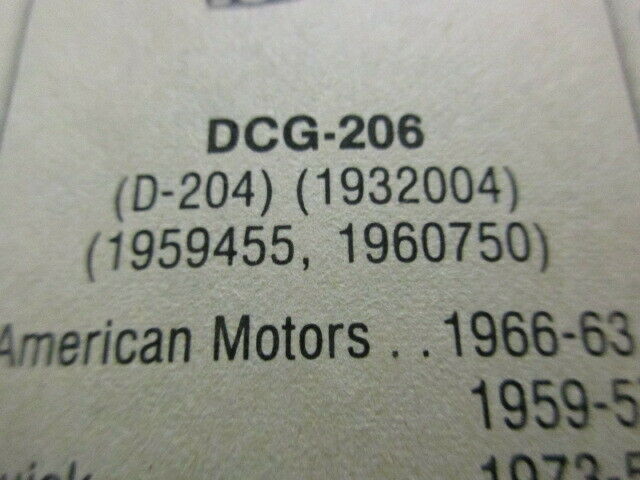 DCG-206
(D-204) (1932004)
(1959455, 1960750)
American Motors . . 1966-63
1959-5